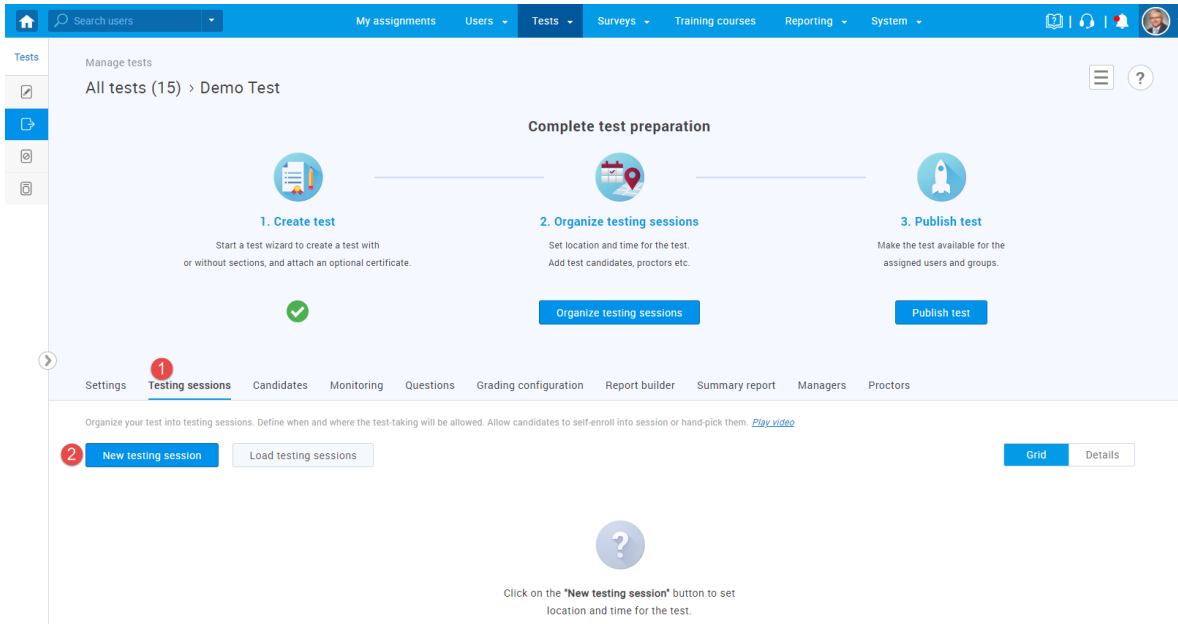 Search users
My assignments Users Tests Surveys Training courses Reporting System
Tests
Manage tests
All tests (15) > Demo Test
?
Complete test preparation
1. Create test
Start a test wizard to create a test with
or without sections, and attach an optional certificate.
2. Organize testing sessions
Set location and time for the test.
Add test candidates, proctors etc.
Organize testing sessions
3. Publish test
Make the test available for the
assigned users and groups.
Publish test
1
Settings Testing sessions Candidates Monitoring Questions Grading configuration Report builder Summary report Managers Proctors
Organize your test into testing sessions. Define when and where the test-taking will be allowed. Allow candidates to self-enroll into session or hand-pick them. Play video
2 New testing session Load testing sessions Grid Details
?
Click on the "New testing session" button to set
location and time for the test.